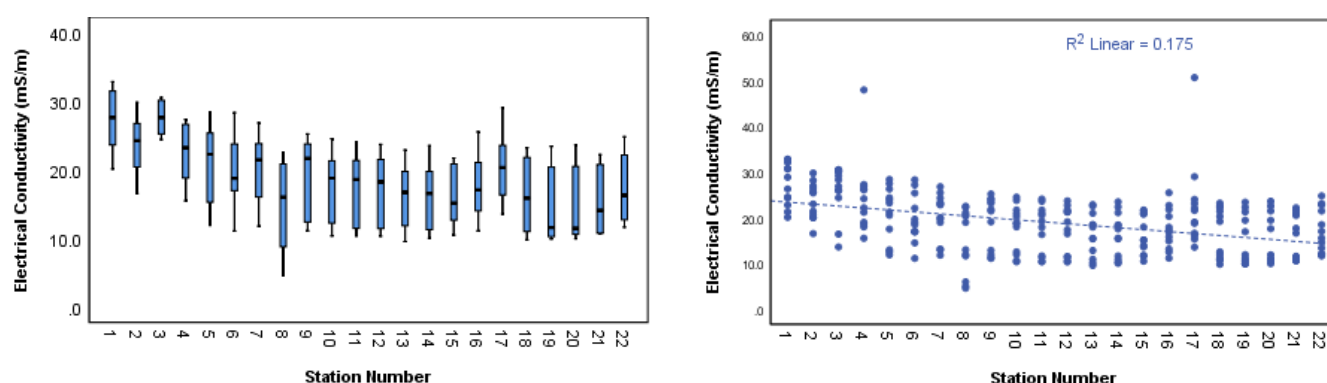 Electrical Conductivity (mS/m)
40.0
30.0
20.0
10.0
.0
1 2 3 4 5 6 7 8 9 10 11 12 13 14 15 16 17 18 19 20 21 22
Station Number
Electrical Conductivity (mS/m)
R² Linear = 0.175
60.0
50.0
40.0
30.0
20.0
10.0
.0
1 2 3 4 5 6 7 8 9 10 11 12 13 14 15 16 17 18 19 20 21 22
Station Number